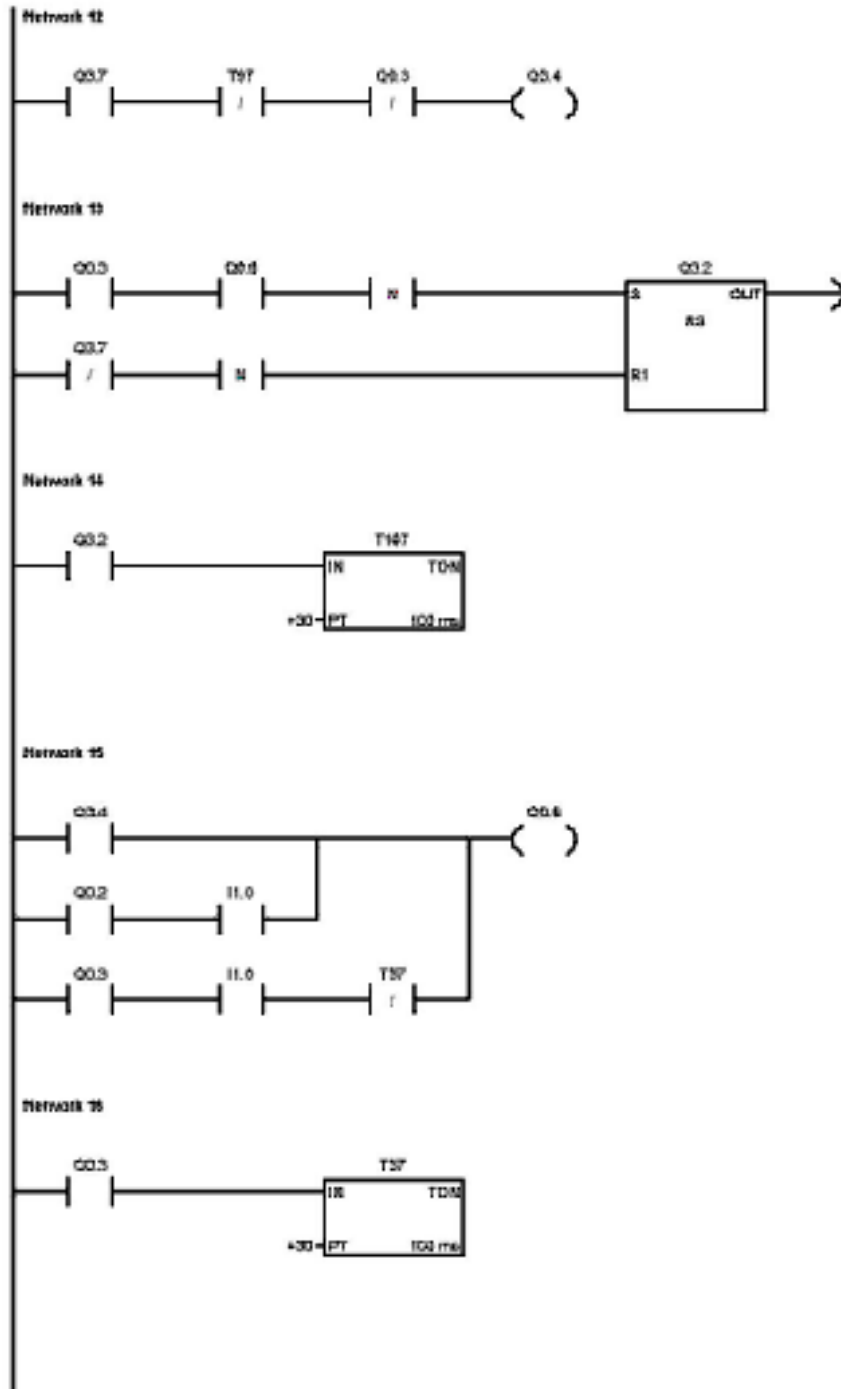 Network 12
Q3.7 T97 Q0.3 Q3.4
/ /
Network 13
Q0.3 Q0.6 Q3.2
N S OUT
RS
Q3.7
/ N R1
Network 14
Q3.2
IN TON
+30 PT 100 ms
Network 15
Q3.4 Q0.6
Q0.2 I1.0
Q0.3 I1.0 T37
/
Network 16
Q0.3 T37
IN TON
+30 PT 100 ms